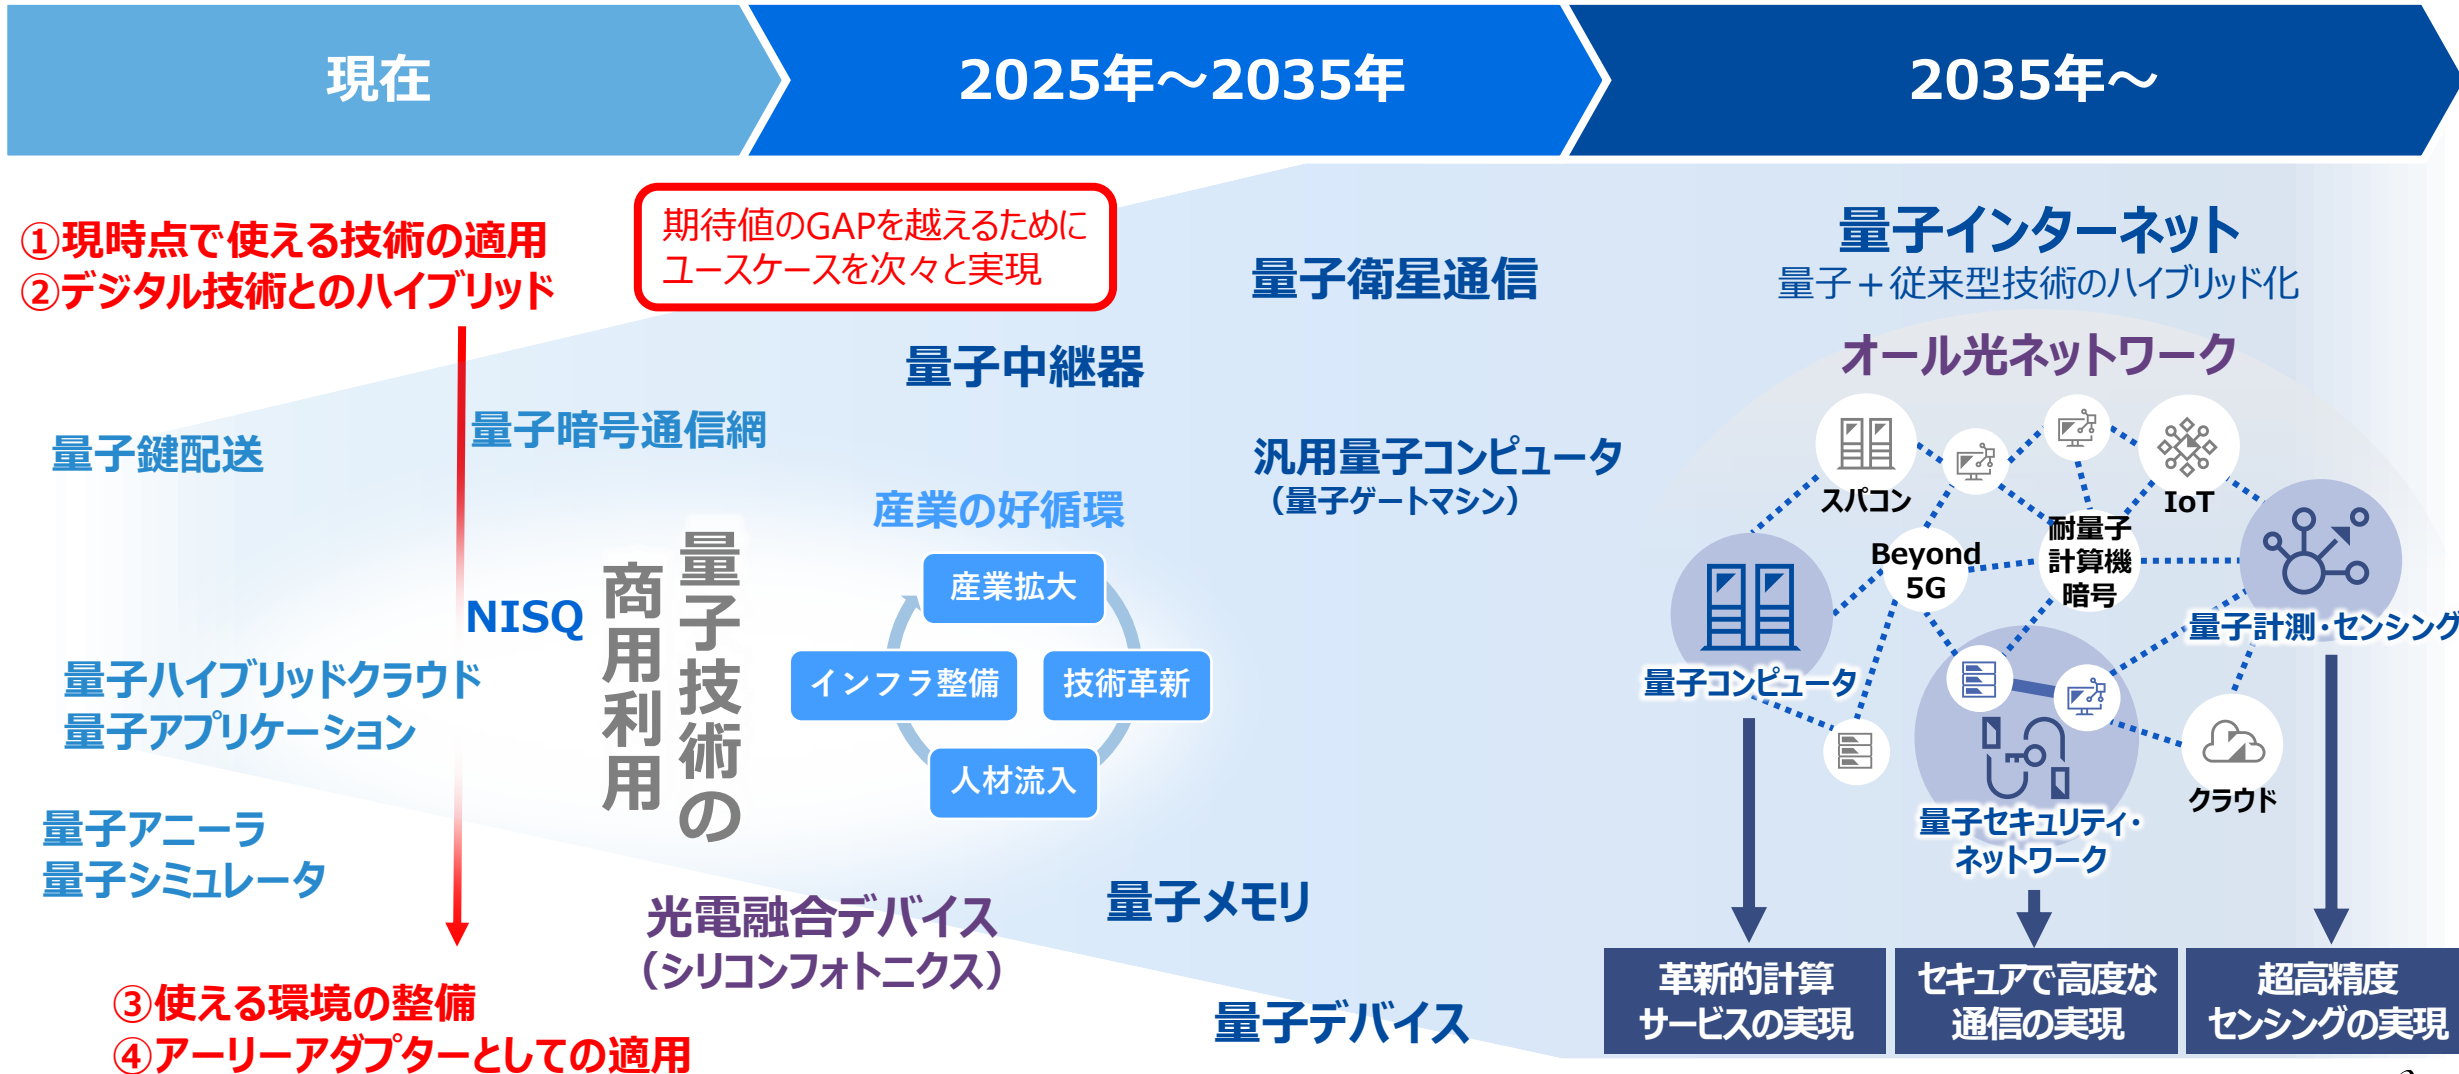 現在
2025年～2035年
2035年～
①現時点で使える技術の適用
②デジタル技術とのハイブリッド
期待値のGAPを越えるために
ユースケースを次々と実現
量子衛星通信
量子インターネット
量子＋従来型技術のハイブリッド化
量子中継器
オール光ネットワーク
量子鍵配送
量子暗号通信網
汎用量子コンピュータ
（量子ゲートマシン）
産業の好循環
産業拡大
インフラ整備
技術革新
人材流入
量子技術の
商用利用
NISQ
量子ハイブリッドクラウド
量子アプリケーション
量子アニーラ
量子シミュレータ
光電融合デバイス
（シリコンフォトニクス）
量子メモリ
量子デバイス
③使える環境の整備
④アーリーアダプターとしての適用
スパコン
IoT
Beyond
5G
耐量子
計算機
暗号
量子計測・センシング
量子コンピュータ
クラウド
量子セキュリティ・
ネットワーク
革新的計算
サービスの実現
セキュアで高度な
通信の実現
超高精度
センシングの実現